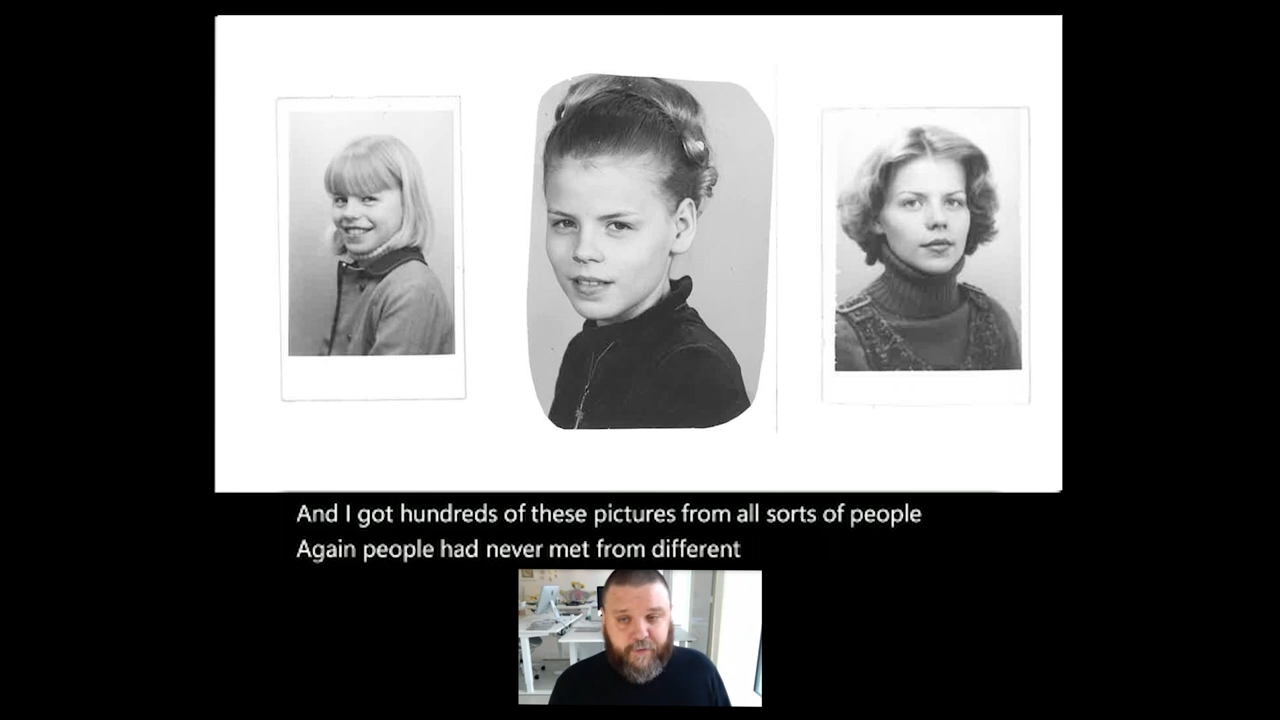 And I got hundreds of these pictures from all sorts of people
Again people had never met from different